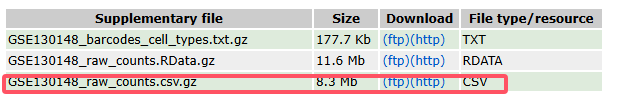 Supplementary file Size Download File type/resource
GSE130148_barcodes_cell_types.txt.gz 177.7 Kb (ftp)(http) TXT
GSE130148_raw_counts.RData.gz 11.6 Mb (ftp)(http) RDATA
GSE130148_raw_counts.csv.gz 8.3 Mb (ftp)(http) CSV